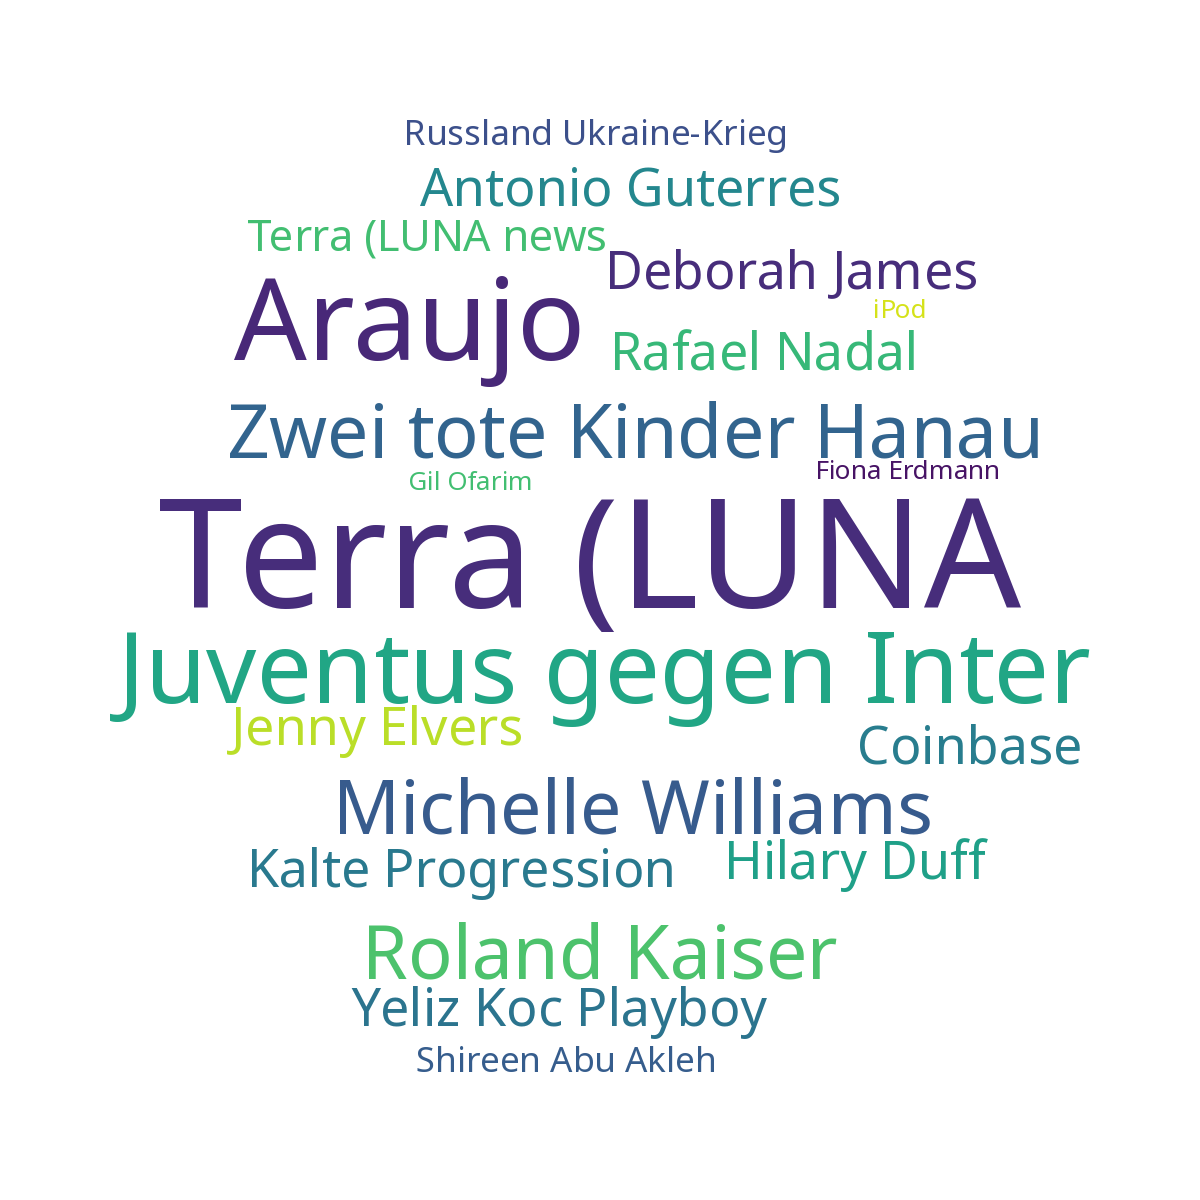 Russland Ukraine-Krieg
Antonio Guterres
Terra (LUNA news
Deborah James
Araujo
iPod
Rafael Nadal
Zwei tote Kinder Hanau
Fiona Erdmann
Gil Ofarim
Terra (LUNA
Juventus gegen Inter
Jenny Elvers
Coinbase
Michelle Williams
Hilary Duff
Kalte Progression
Roland Kaiser
Yeliz Koc Playboy
Shireen Abu Akleh